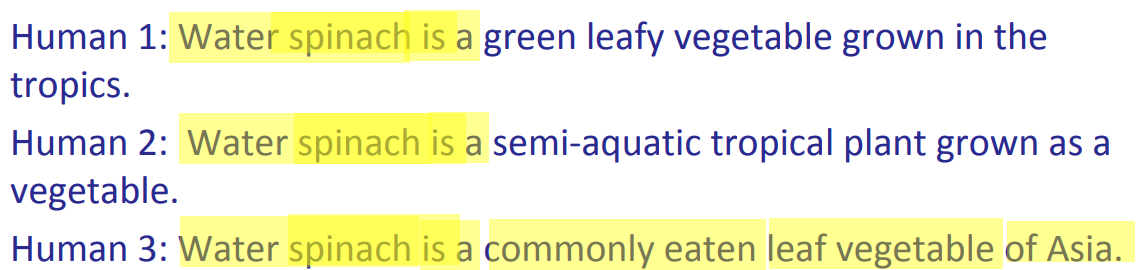 Human 1: Water spinach is a green leafy vegetable grown in the
tropics.
Human 2: Water spinach is a semi-aquatic tropical plant grown as a
vegetable.
Human 3: Water spinach is a commonly eaten leaf vegetable of Asia.